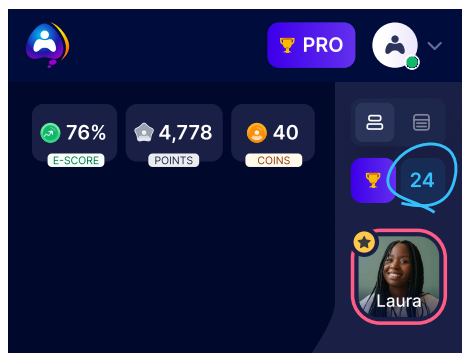 PRO
76%
E-SCORE
4,778
POINTS
40
COINS
24
Laura